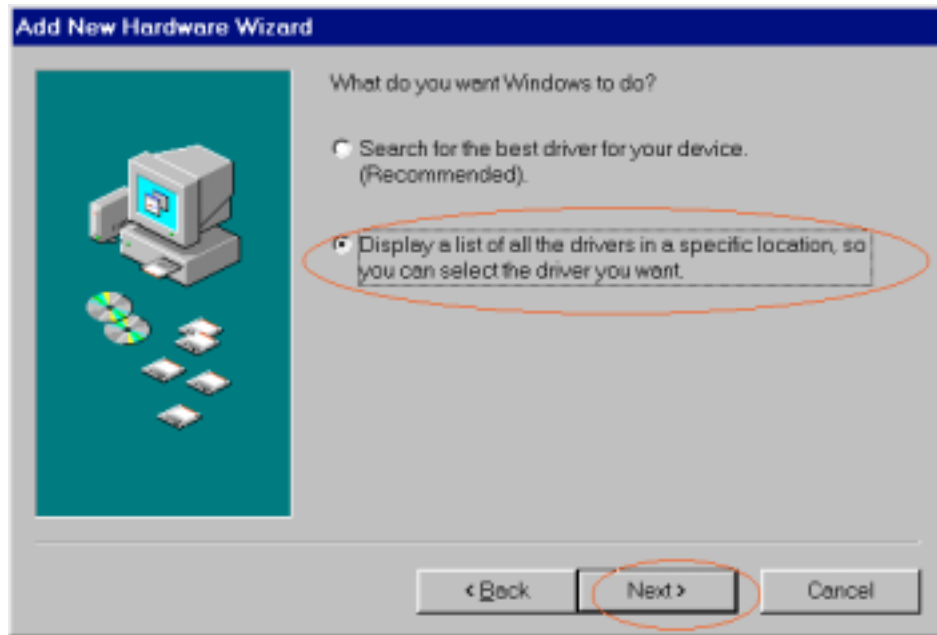 Add New Hardware Wizard
What do you want Windows to do?
Search for the best driver for your device.
(Recommended).
Display a list of all the drivers in a specific location, so
you can select the driver you want.
< Back
Next >
Cancel